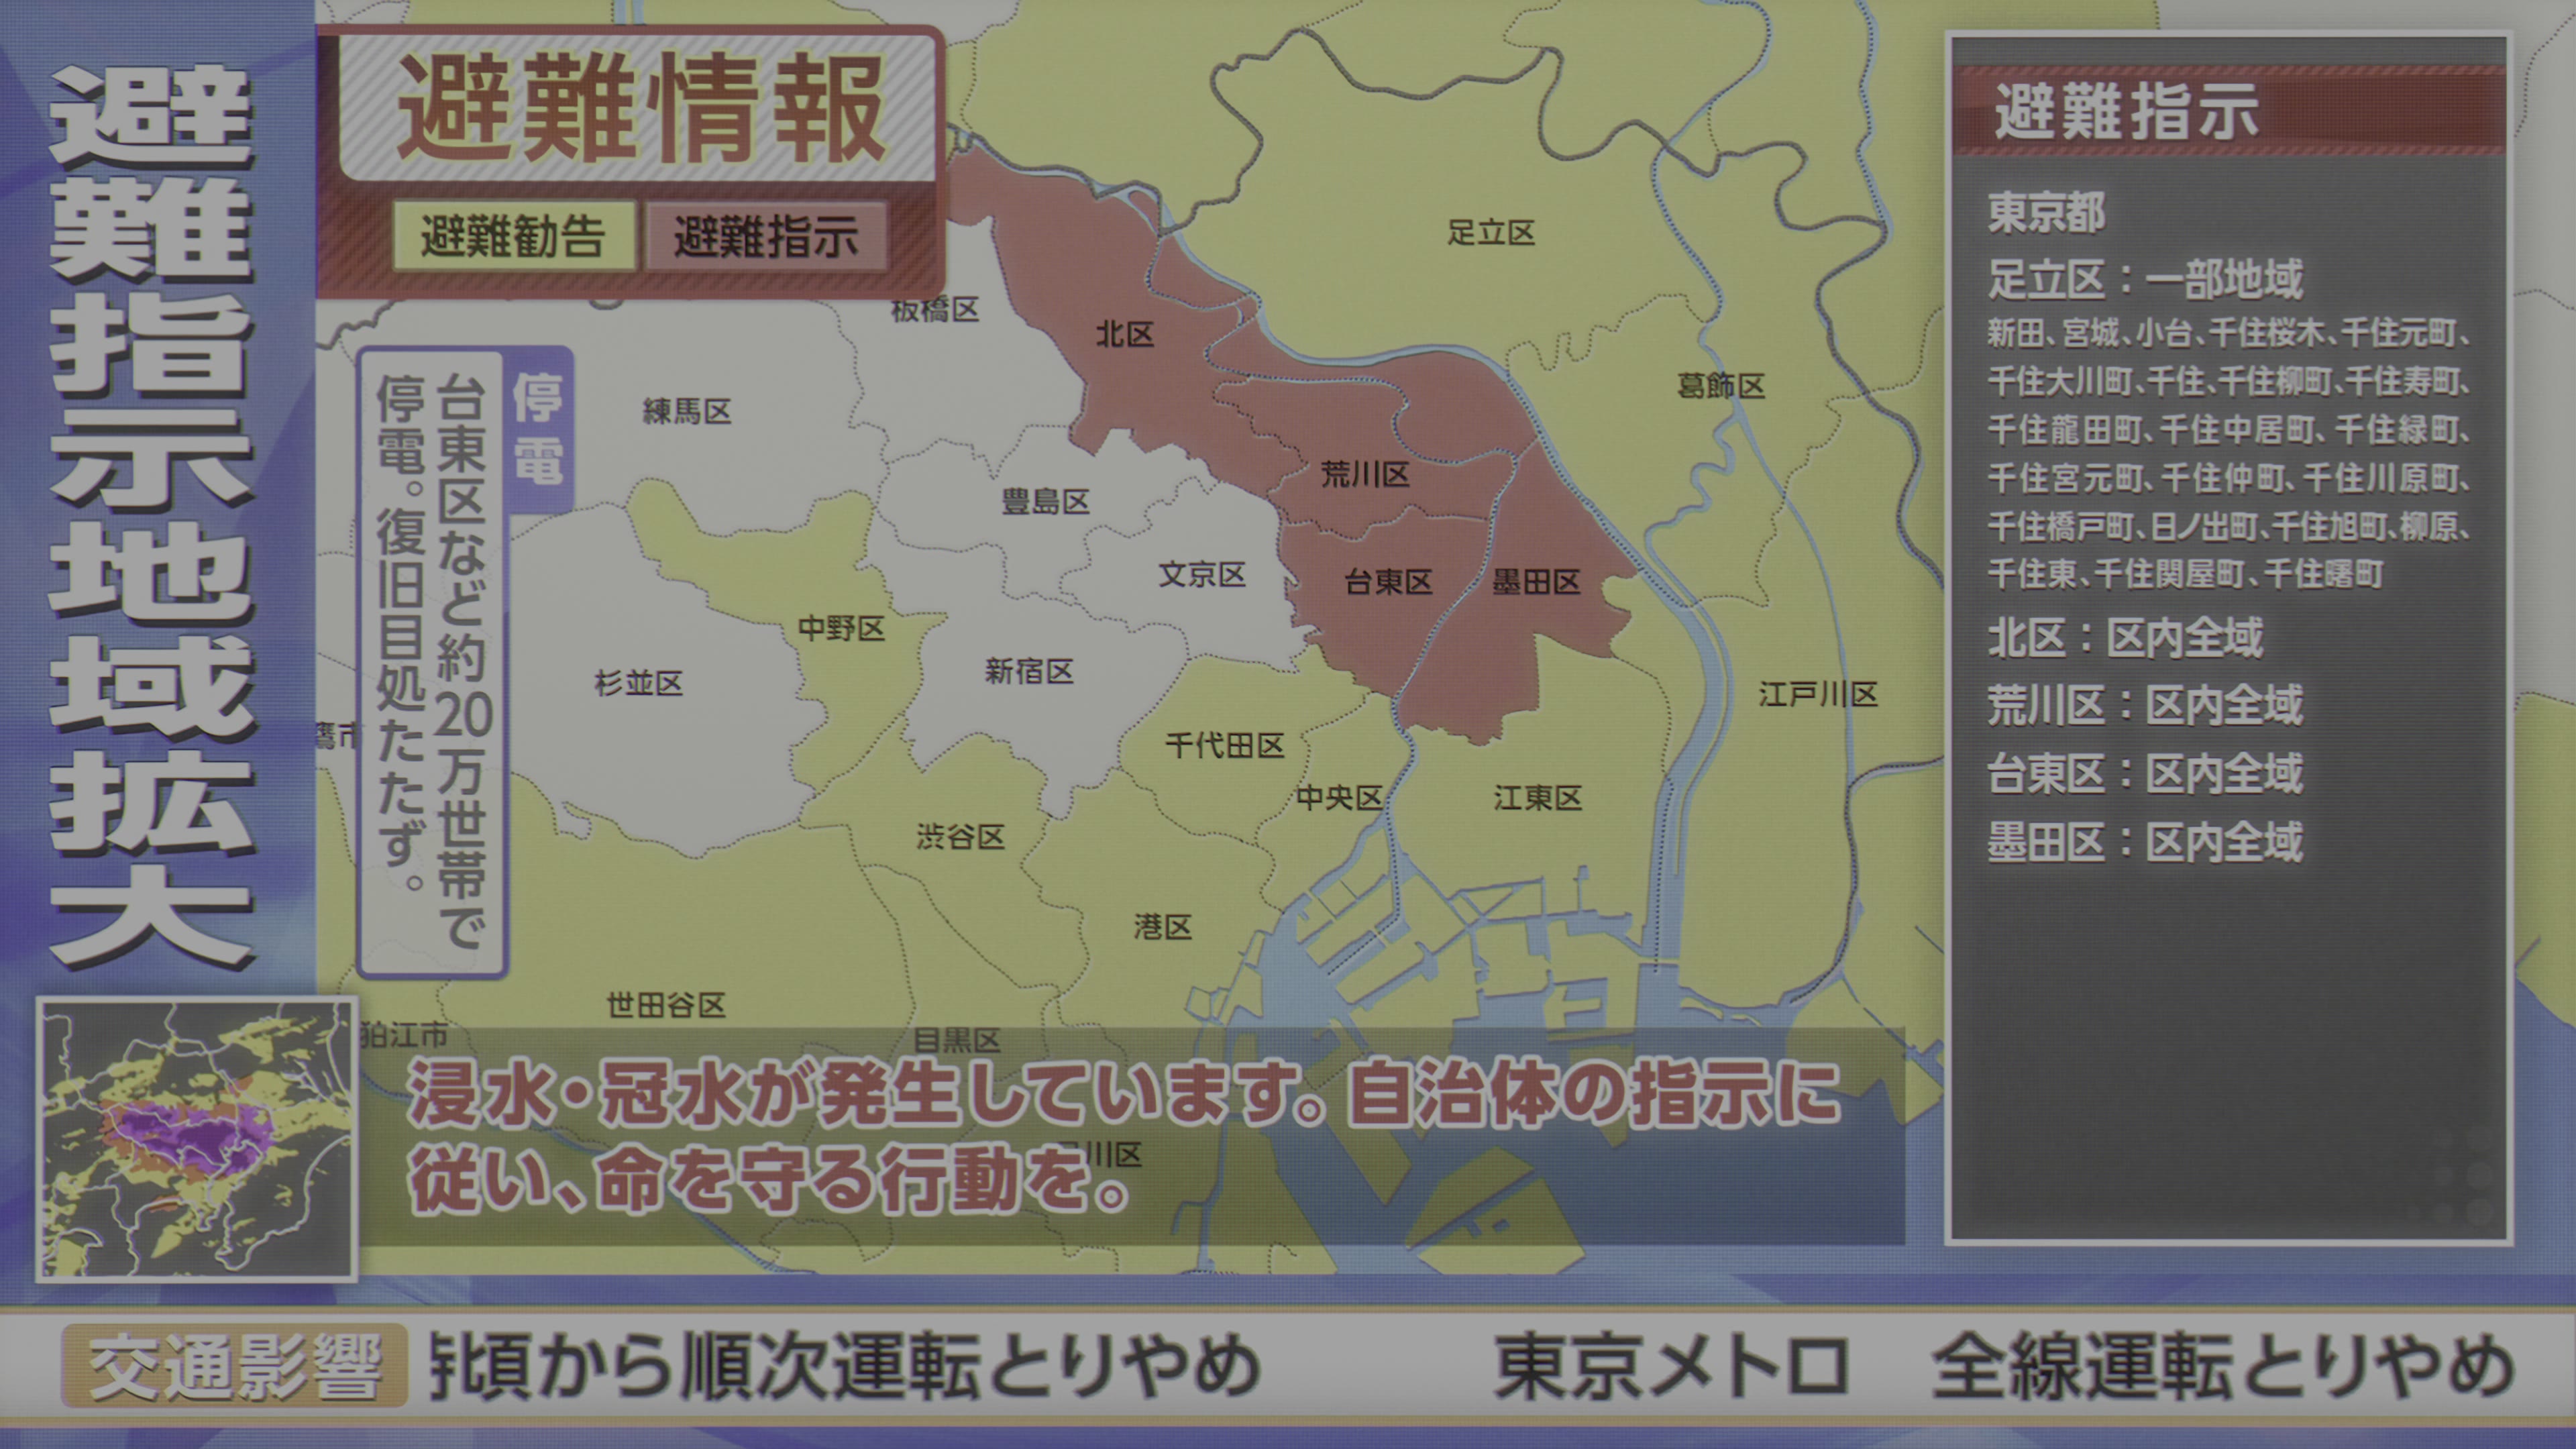 避難指示地域拡大
避難情報
避難勧告
避難指示
停電
台東区など約20万世帯で
停電。復旧目処たたず。
足立区
板橋区
北区
葛飾区
練馬区
荒川区
豊島区
文京区
台東区
墨田区
中野区
新宿区
杉並区
江戸川区
千代田区
中央区
江東区
渋谷区
港区
世田谷区
狛江市
目黒区
川区
避難指示
東京都
足立区：一部地域
新田、宮城、小台、千住桜木、千住元町、
千住大川町、千住、千住柳町、千住寿町、
千住龍田町、千住中居町、千住緑町、
千住宮元町、千住仲町、千住川原町、
千住橋戸町、日ノ出町、千住旭町、柳原、
千住東、千住関屋町、千住曙町
北区：区内全域
荒川区：区内全域
台東区：区内全域
墨田区：区内全域
浸水・冠水が発生しています。自治体の指示に
従い、命を守る行動を。
交通影響
頃から順次運転とりやめ 東京メトロ 全線運転とりやめ